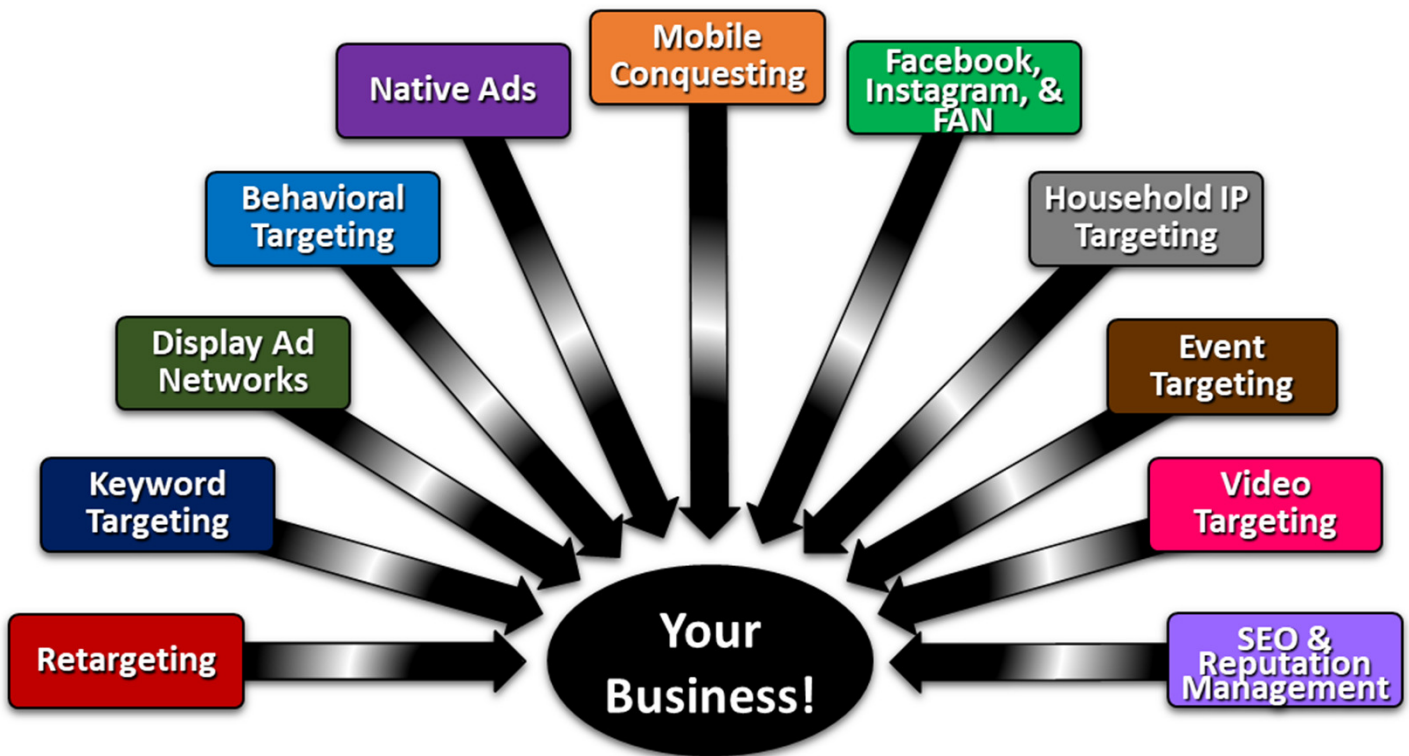 Mobile
Conquesting
Native Ads
Facebook,
Instagram, &
FAN
Behavioral
Targeting
Household IP
Targeting
Display Ad
Networks
Event
Targeting
Keyword
Targeting
Video
Targeting
Retargeting
Your
Business!
SEO &
Reputation
Management